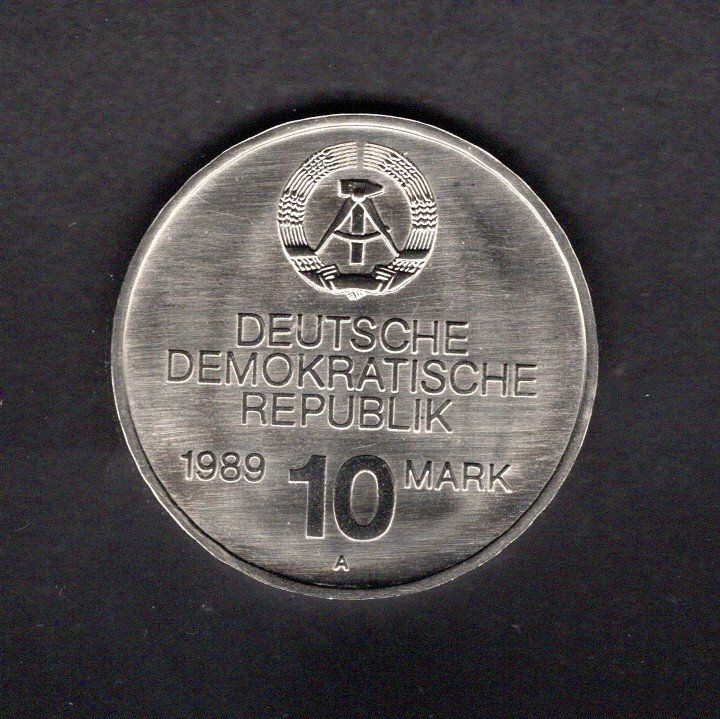 DEUTSCHE
DEMOKRATISCHE
REPUBLIK
1989 10 MARK
A